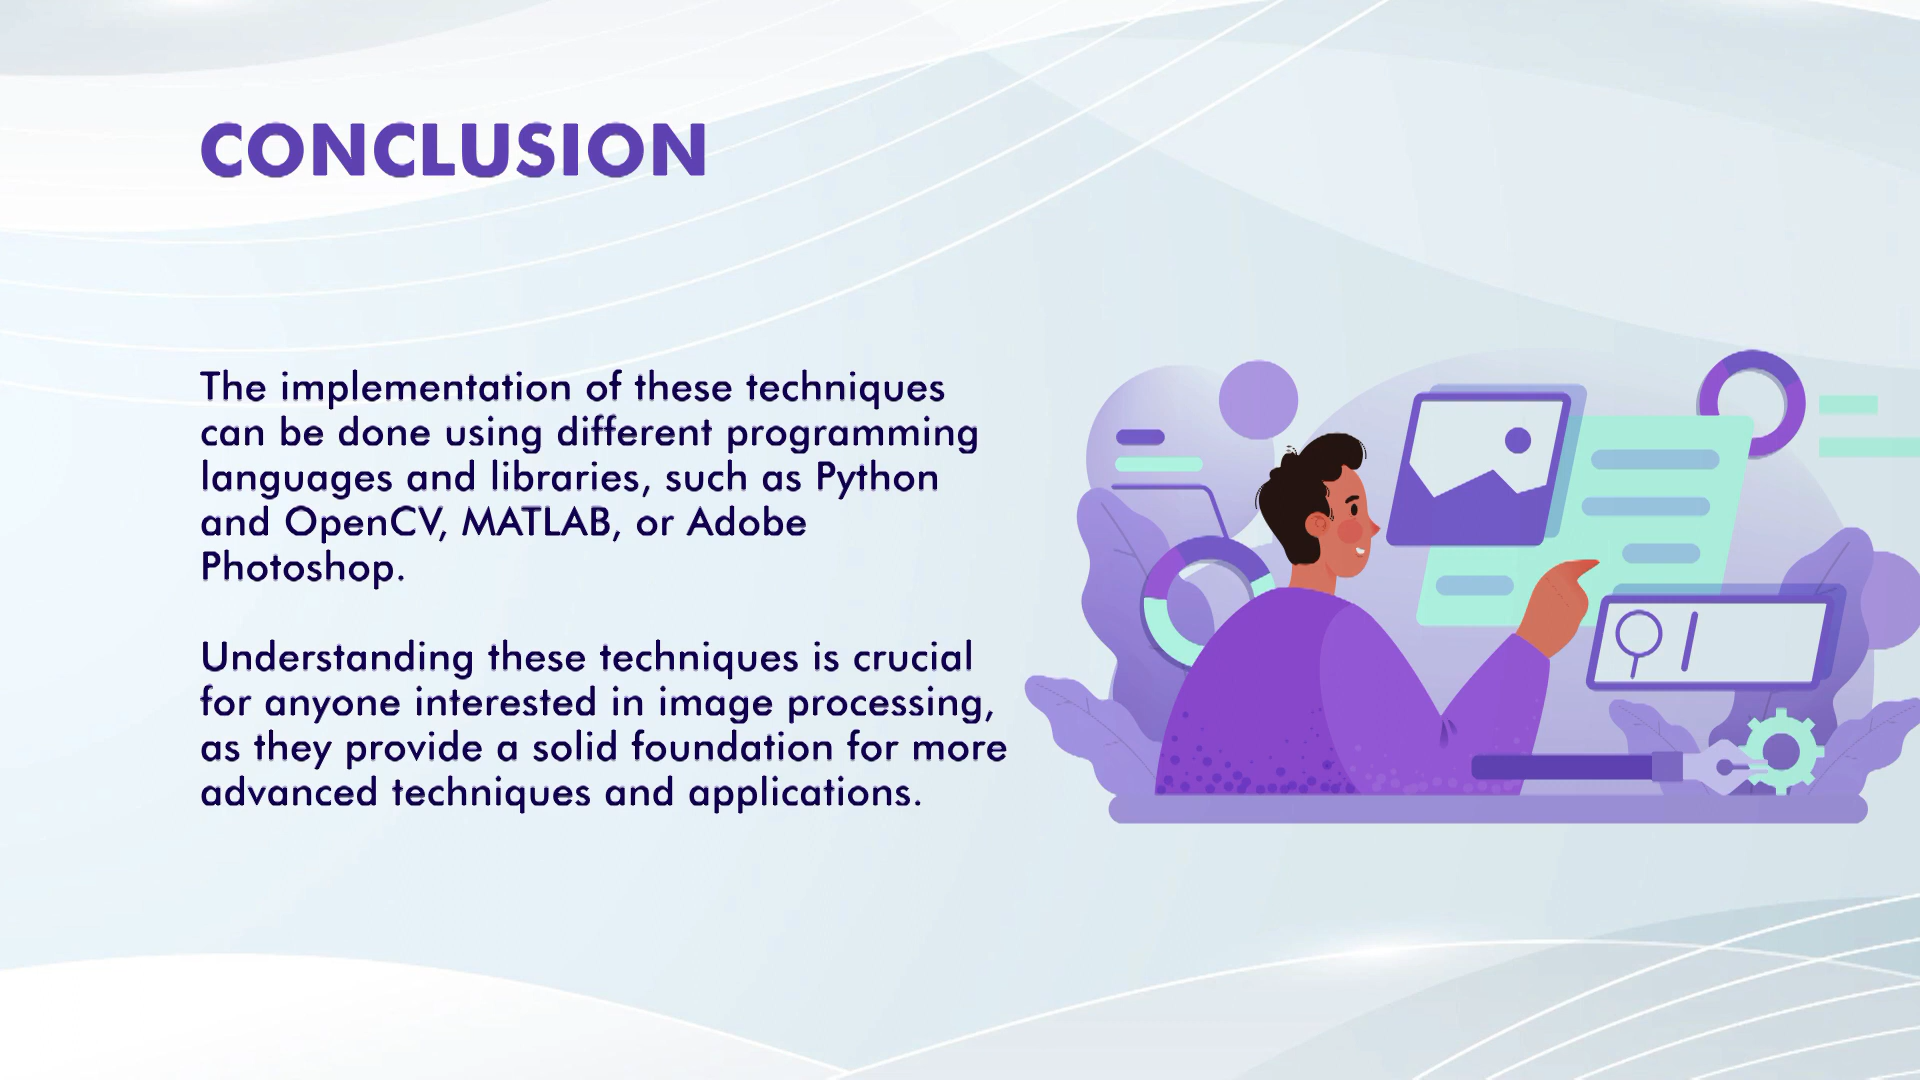 CONCLUSION
The implementation of these techniques
can be done using different programming
languages and libraries, such as Python
and OpenCV, MATLAB, or Adobe
Photoshop.
Understanding these techniques is crucial
for anyone interested in image processing,
as they provide a solid foundation for more
advanced techniques and applications.